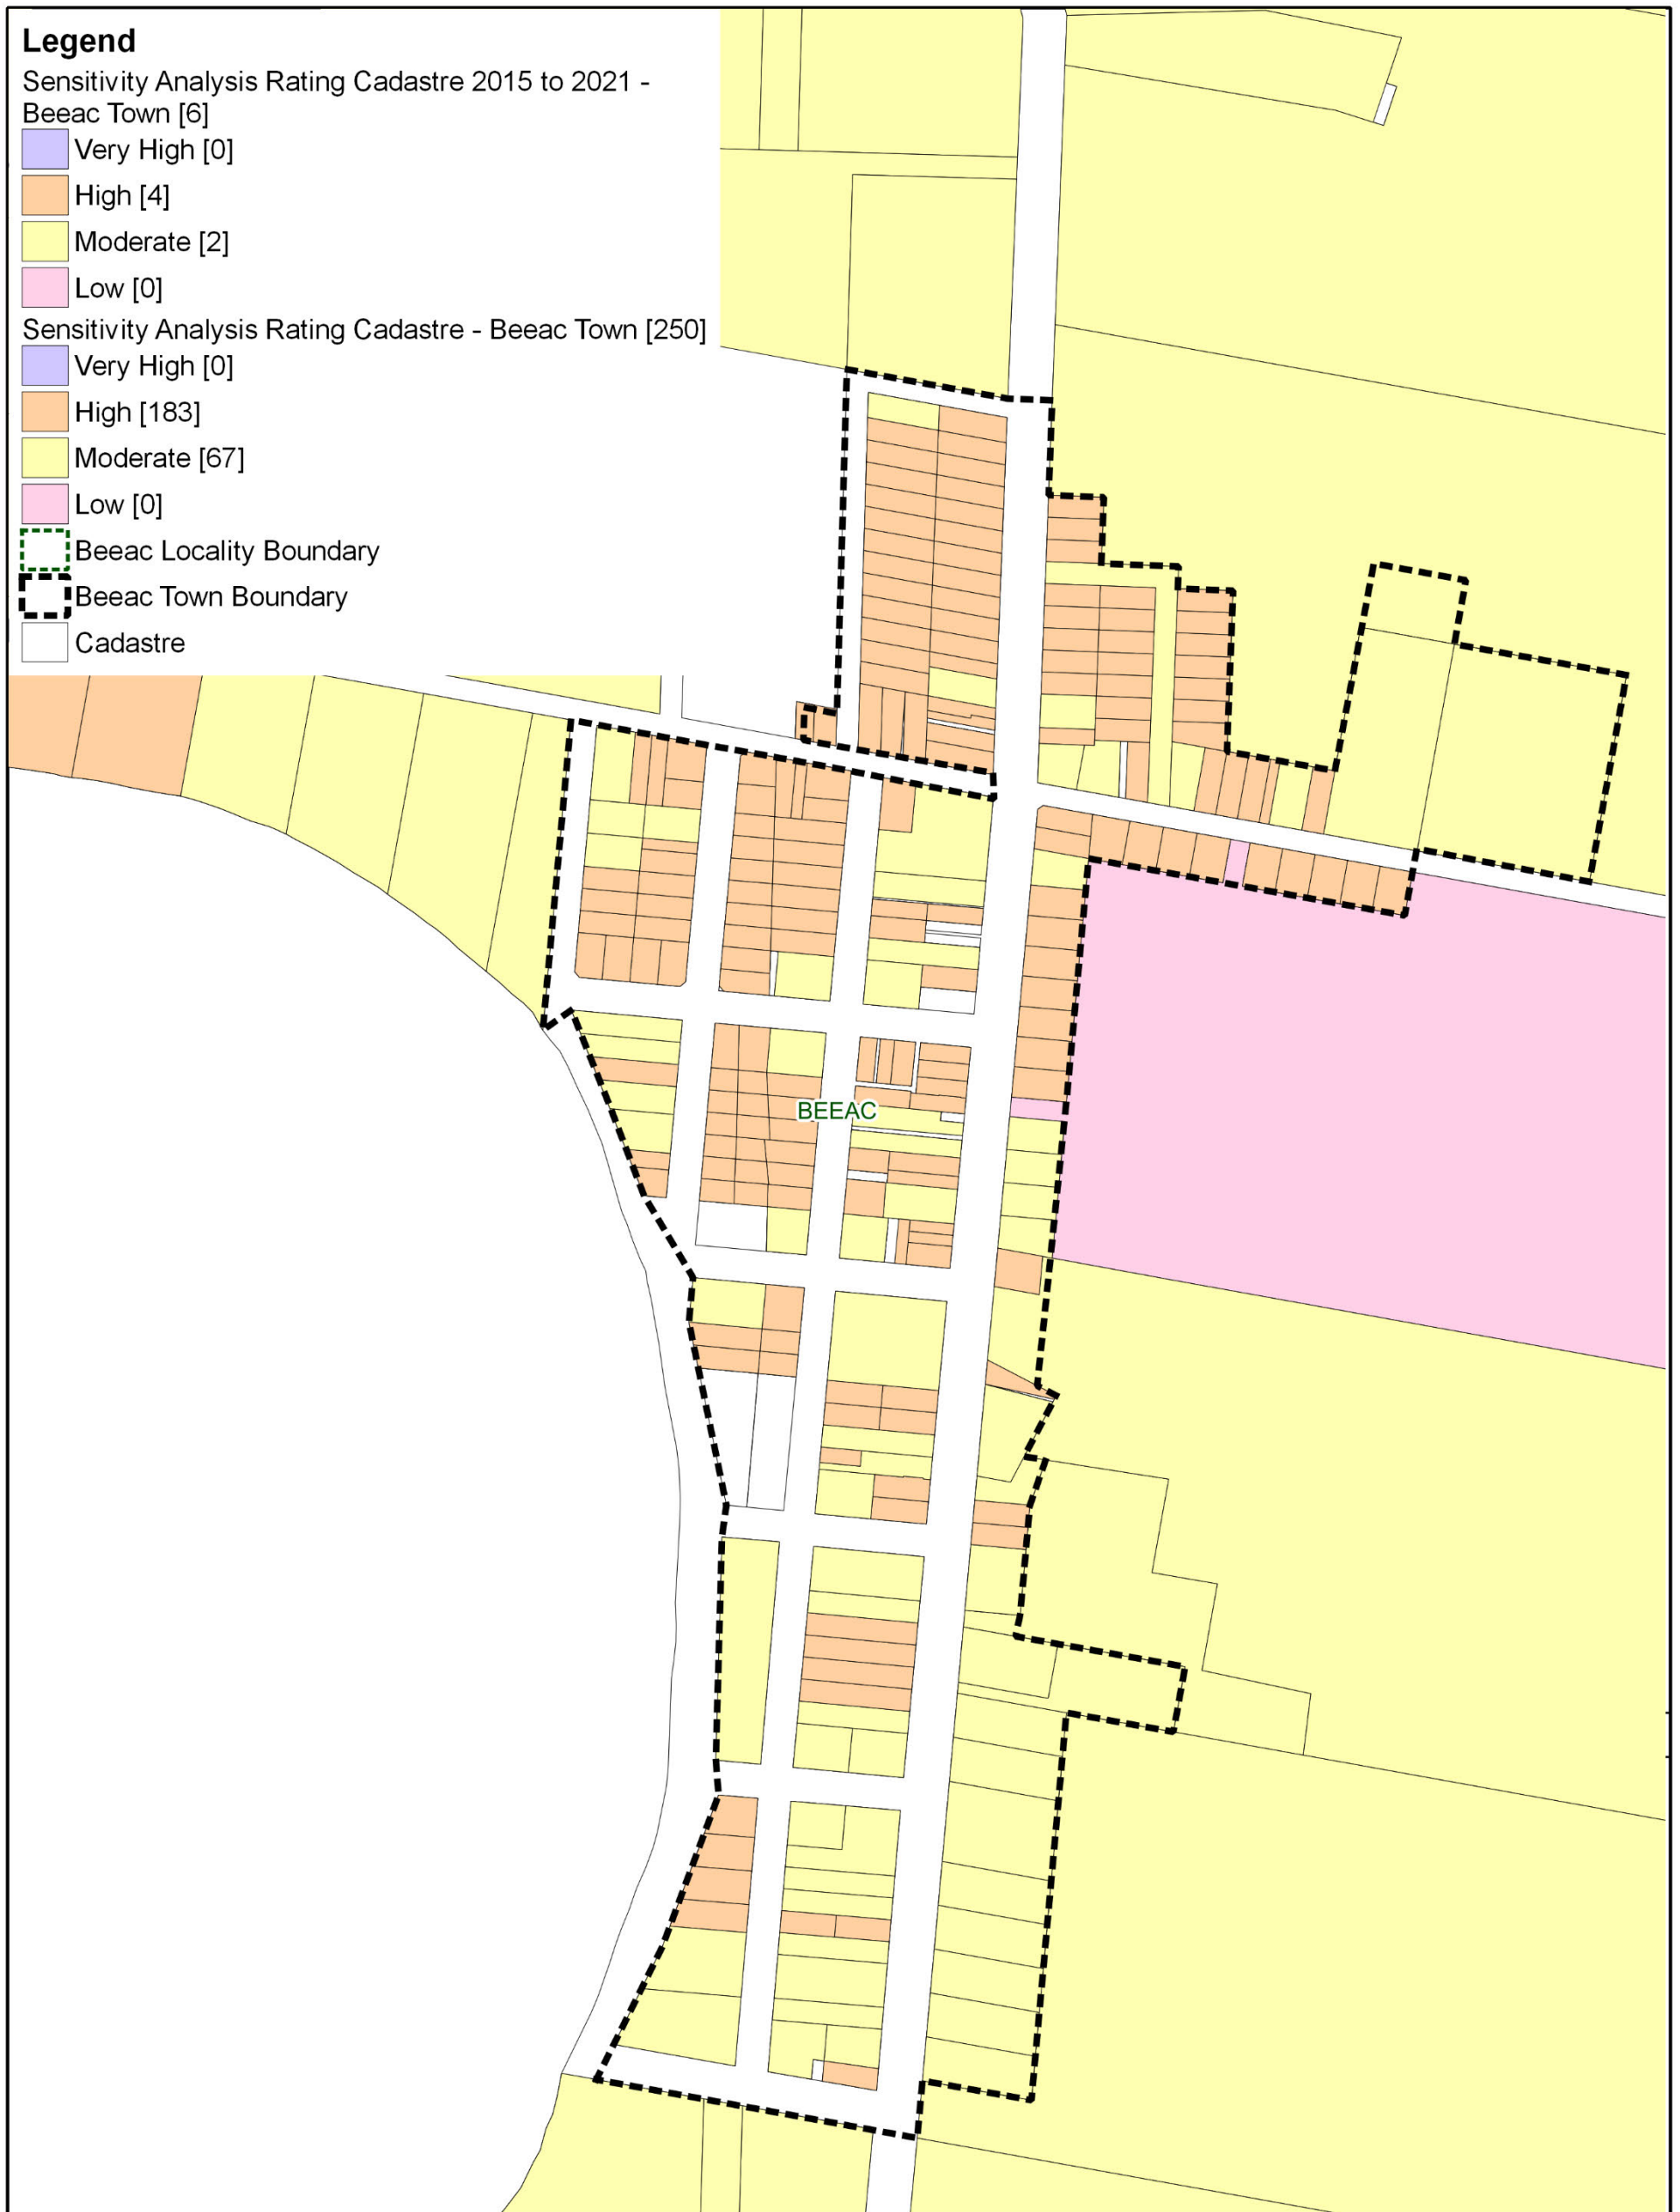 Legend
Sensitivity Analysis Rating Cadastre 2015 to 2021 -
Beeac Town [6]
Very High [0]
High [4]
Moderate [2]
Low [0]
Sensitivity Analysis Rating Cadastre - Beeac Town [250]
Very High [0]
High [183]
Moderate [67]
Low [0]
Beeac Locality Boundary
Beeac Town Boundary
Cadastre
BEEAC